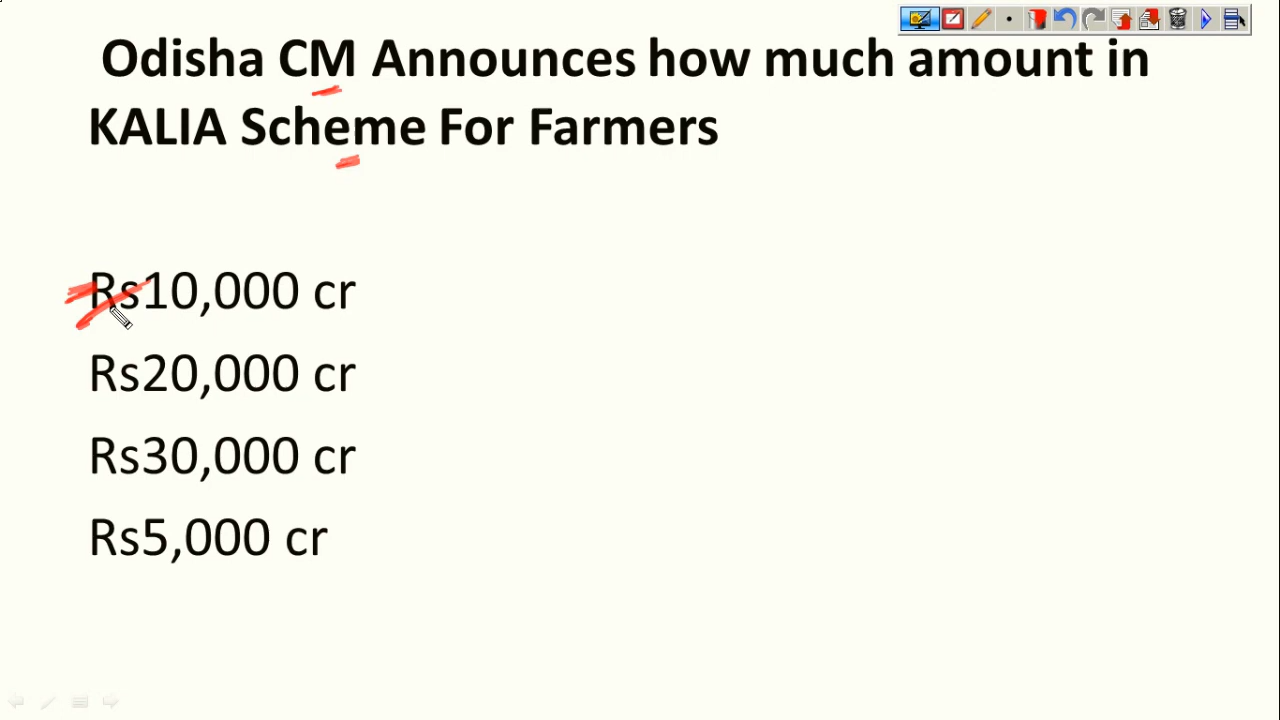 Odisha CM Announces how much amount in
KALIA Scheme For Farmers
Rs10,000 cr
Rs20,000 cr
Rs30,000 cr
Rs5,000 cr